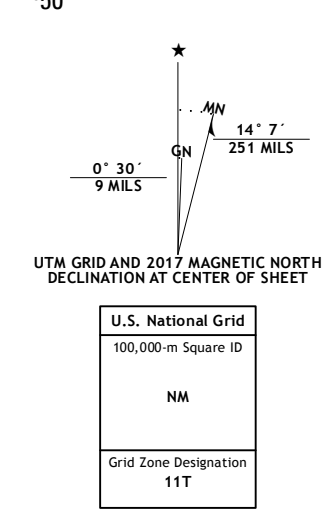 MN
14° 7´
251 MILS
GN
0° 30´
9 MILS
UTM GRID AND 2017 MAGNETIC NORTH
DECLINATION AT CENTER OF SHEET
U.S. National Grid
100,000-m Square ID
NM
Grid Zone Designation
11T